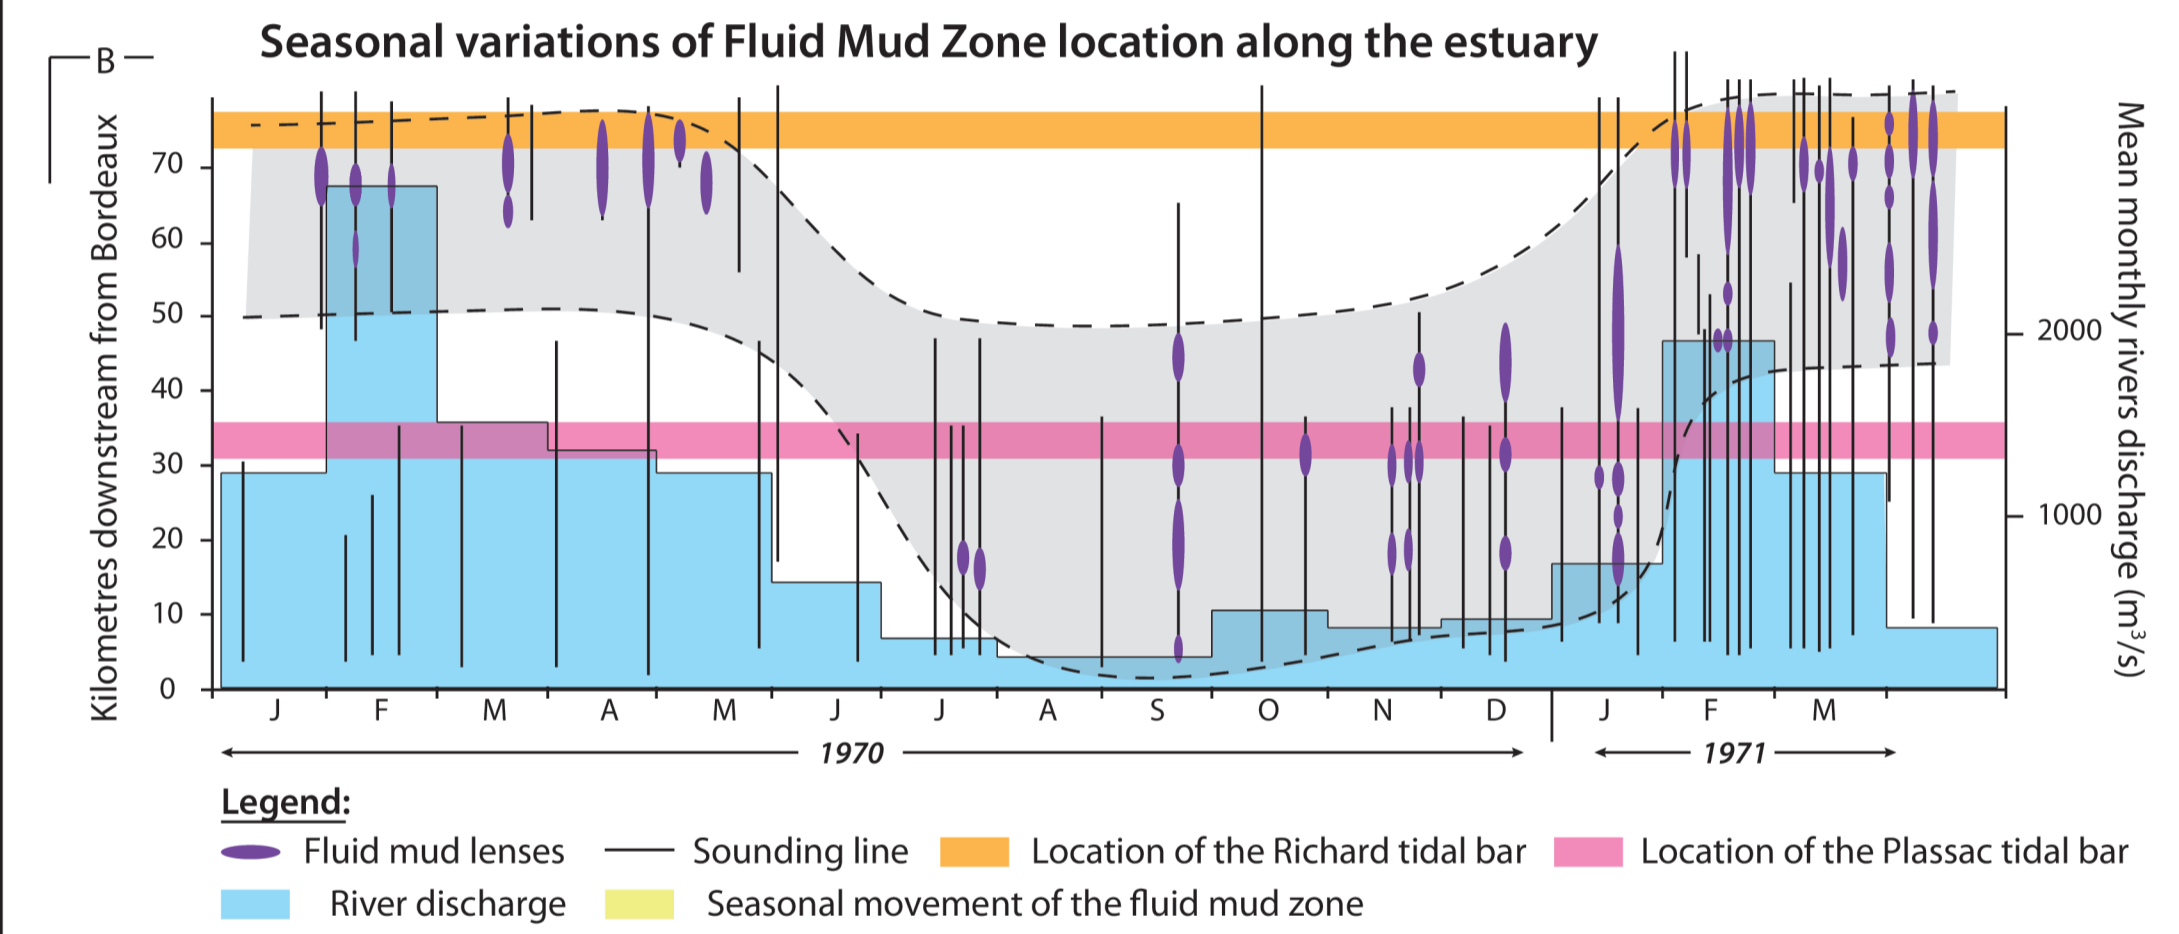 Seasonal variations of Fluid Mud Zone location along the estuary
B
Kilometres downstream from Bordeaux
70
60
50
40
30
20
10
0
Mean monthly rivers discharge (m³/s)
2000
1000
J F M A M J J A S O N D J F M
1970 1971
Legend:
Fluid mud lenses Sounding line Location of the Richard tidal bar Location of the Plassac tidal bar
River discharge Seasonal movement of the fluid mud zone